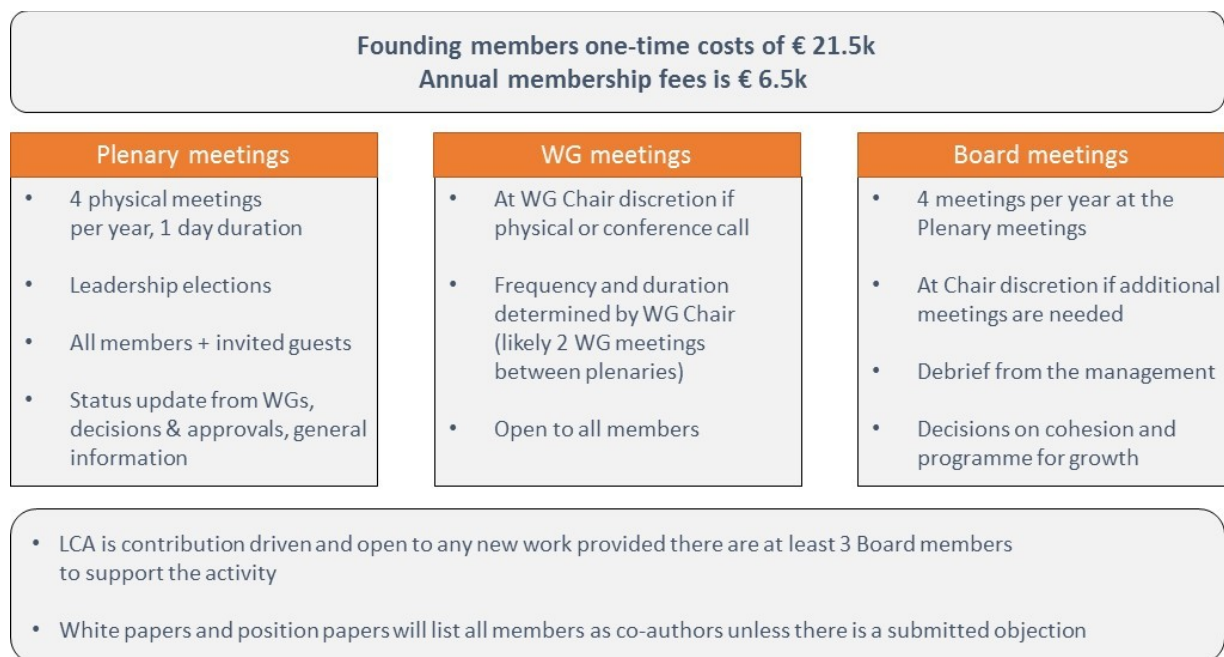 Founding members one-time costs of € 21.5k
Annual membership fees is € 6.5k
Plenary meetings
• 4 physical meetings
per year, 1 day duration
• Leadership elections
• All members + invited guests
• Status update from WGs,
decisions & approvals, general
information
WG meetings
• At WG Chair discretion if
physical or conference call
• Frequency and duration
determined by WG Chair
(likely 2 WG meetings
between plenaries)
• Open to all members
Board meetings
• 4 meetings per year at the
Plenary meetings
• At Chair discretion if additional
meetings are needed
• Debrief from the management
• Decisions on cohesion and
programme for growth
• LCA is contribution driven and open to any new work provided there are at least 3 Board members
to support the activity
• White papers and position papers will list all members as co-authors unless there is a submitted objection